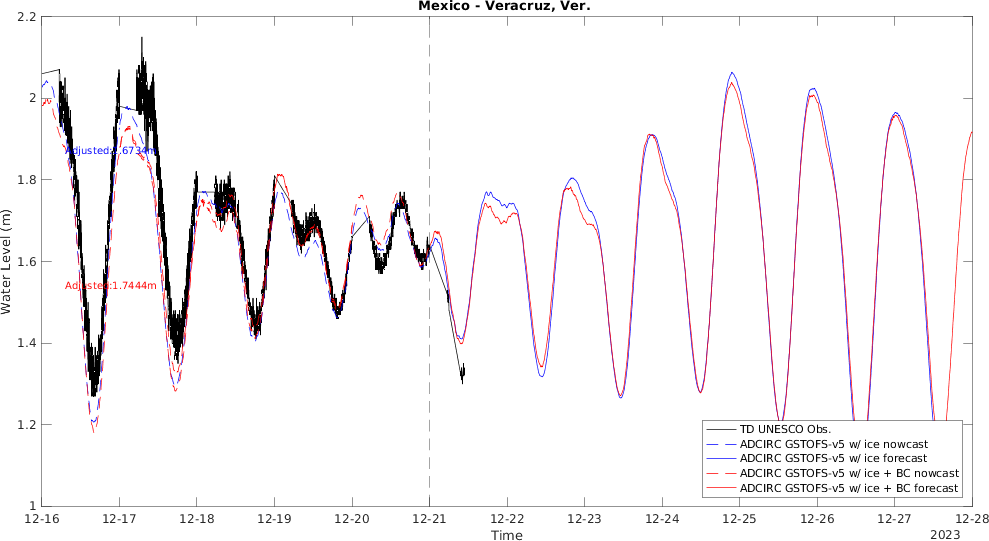 Mexico - Veracruz, Ver.
2.2
2
1.8
1.6
1.4
1.2
1
Water Level (m)
Adjusted:1.6734m
Adjusted:1.7444m
TD UNESCO Obs.
ADCIRC GSTOFS-v5 w/ ice nowcast
ADCIRC GSTOFS-v5 w/ ice forecast
ADCIRC GSTOFS-v5 w/ ice + BC nowcast
ADCIRC GSTOFS-v5 w/ ice + BC forecast
12-16 12-17 12-18 12-19 12-20 12-21 12-22 12-23 12-24 12-25 12-26 12-27 12-28
Time
2023